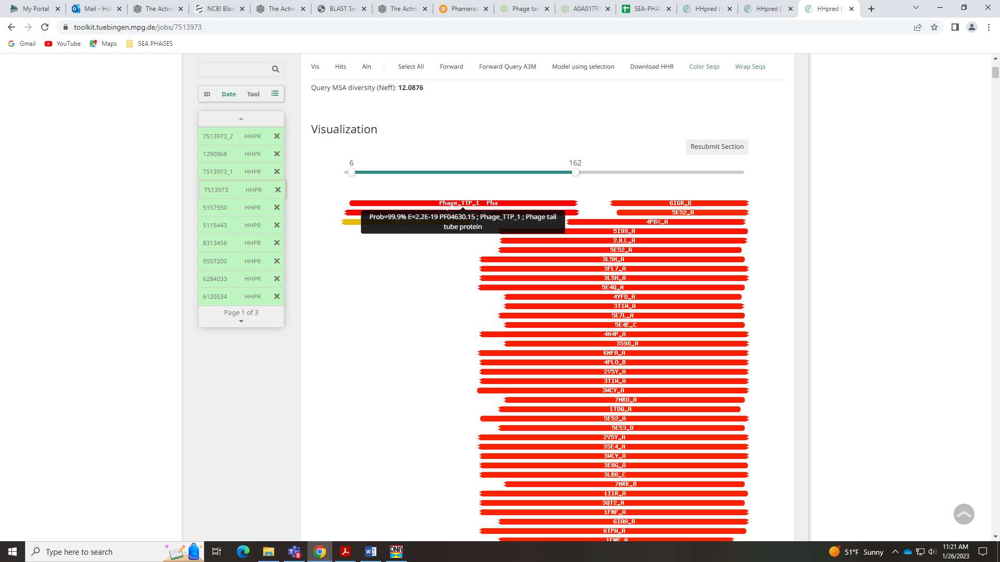 My Portal
Mail - Hol
The Actin
NCBI Blas
The Actin
BLAST Se
The Actin
Phamerat
Phage tail
A0A017RT
SEA-PHAG
HHpred |
HHpred |
HHpred |
toolkit.tuebingen.mpg.de/jobs/7513973
Gmail
YouTube
Maps
SEA PHAGES
Vis
Hits
Aln
Select All
Forward
Forward Query A3M
Model using selection
Download HHR
Color Seqs
Wrap Seqs
ID
Date
Tool
7513973_2 HHPR
1290968 HHPR
7513973_1 HHPR
7513973 HHPR
5157550 HHPR
5115443 HHPR
8313456 HHPR
9557200 HHPR
6284033 HHPR
6120534 HHPR
Page 1 of 3
Query MSA diversity (Neff): 12.0876
Visualization
Resubmit Section
6
162
Phage_TTP_1 Pha
6I6R_B
Prob=99.9% E=2.2E-19 PF04630.15 ; Phage_TTP_1 ; Phage tail
tube protein
5E52_A
4PBX_A
5I99_A
2JLL_A
5E52_A
3L5H_A
3FL7_A
3L5H_A
5E4Q_A
4YFD_A
3T1W_A
5E7L_A
5E4E_C
4M4P_A
3S98_A
6MFA_A
4PLO_B
2V5Y_A
3T1W_A
3WCY_A
7MRO_A
1TDQ_A
5E52_A
5E53_D
2V5Y_A
3SE4_A
3WCY_A
3E0G_A
3LB6_C
7MRK_B
1I1R_A
3QT2_A
1FNF_A
6IAA_B
6TPW_A
1FNF_A
Type here to search
8
DNA
51°F Sunny
11:21 AM
1/26/2023